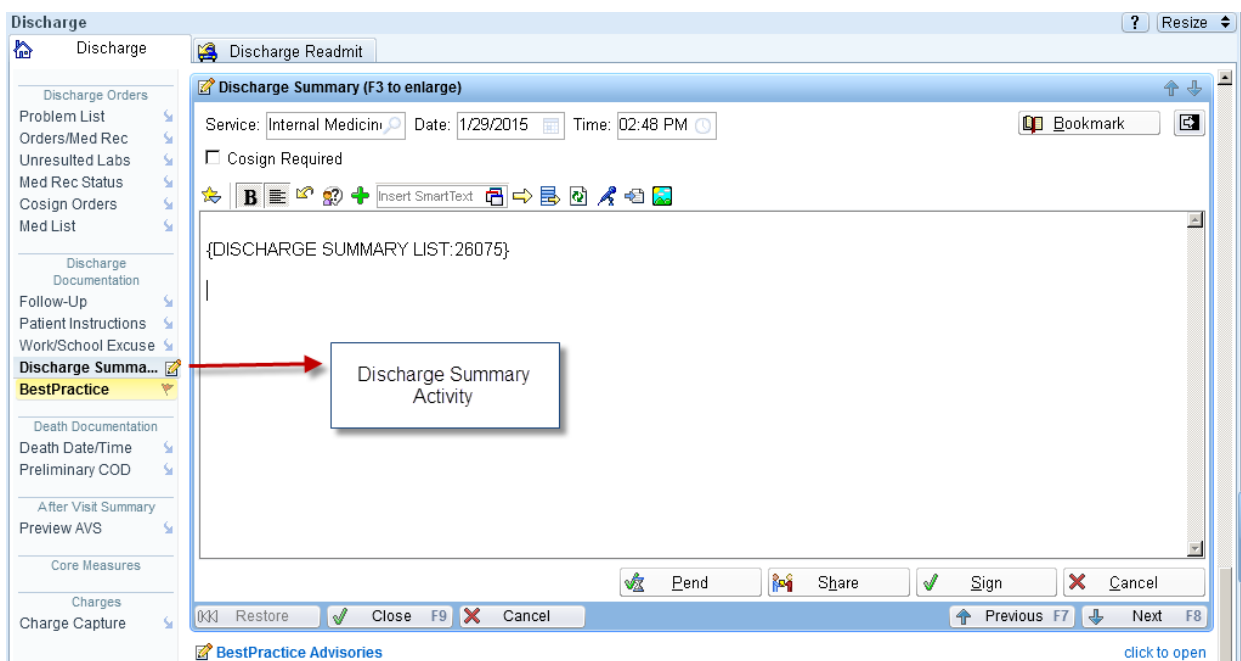 Discharge
? Resize
Discharge
Discharge Readmit
Discharge Orders
Problem List
Orders/Med Rec
Unresulted Labs
Med Rec Status
Cosign Orders
Med List
Discharge
Documentation
Follow-Up
Patient Instructions
Work/School Excuse
Discharge Summa...
BestPractice
Death Documentation
Death Date/Time
Preliminary COD
After Visit Summary
Preview AVS
Core Measures
Charges
Charge Capture
Discharge Summary (F3 to enlarge)
Service: Internal Medicin Date: 1/29/2015 Time: 02:48 PM Bookmark
Cosign Required
B Insert SmartText
{DISCHARGE SUMMARY LIST:26075}
Discharge Summary
Activity
Pend Share Sign Cancel
Restore Close F9 Cancel Previous F7 Next F8
BestPractice Advisories click to open